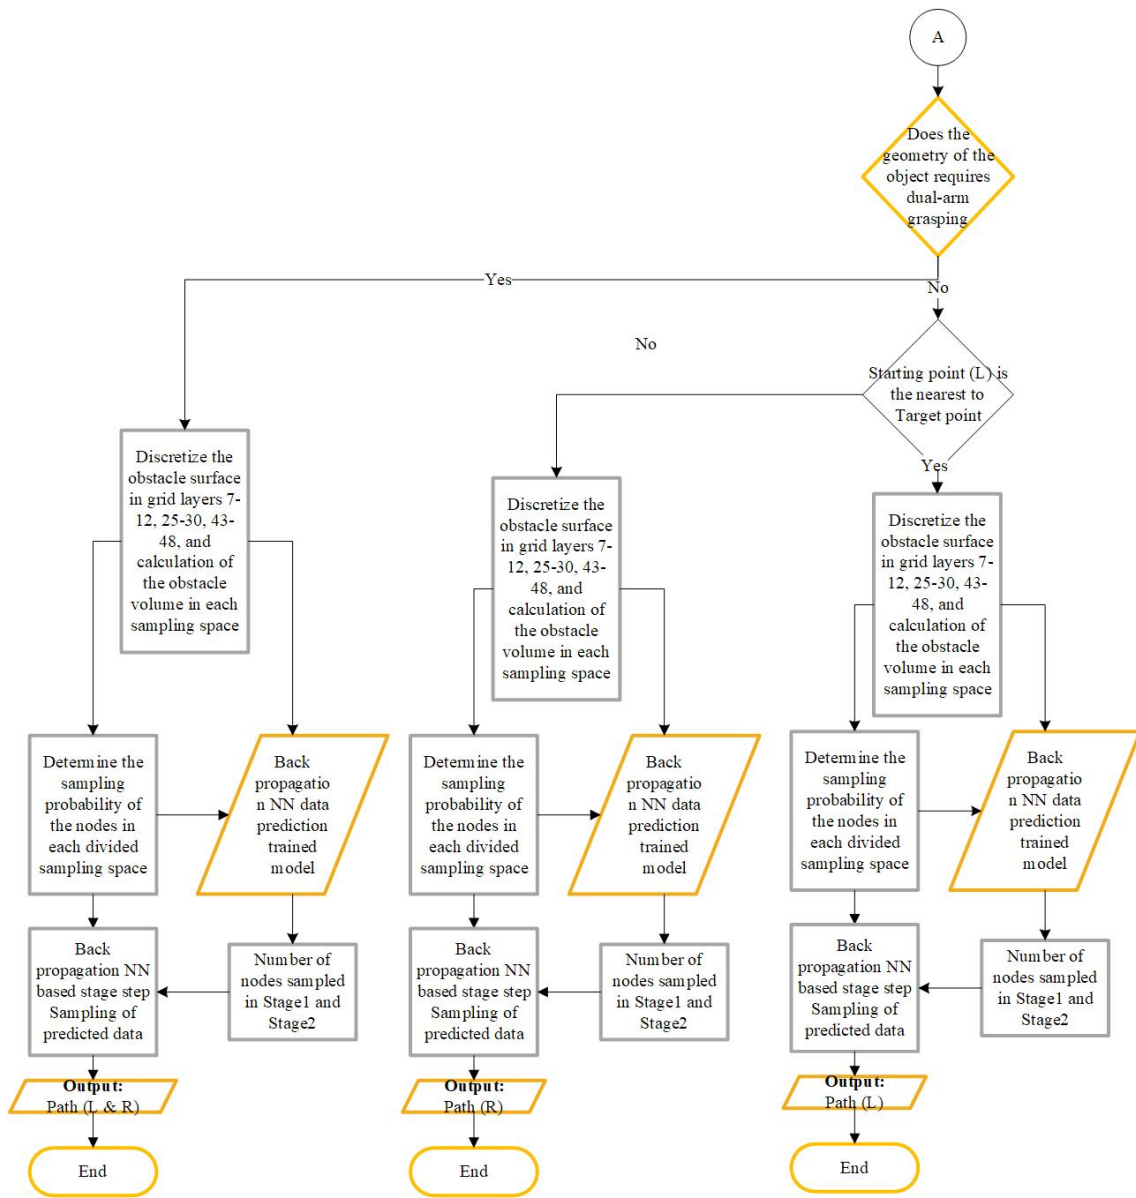 A
Does the
geometry of the
object requires
dual-arm
grasping
Yes
No
No
Starting point (L) is
the nearest to
Target point
Yes
Discretize the
obstacle surface
in grid layers 7-
12, 25-30, 43-
48, and
calculation of
the obstacle
volume in each
sampling space
Determine the
sampling
probability of
the nodes in
each divided
sampling space
Back
propagatio
n NN data
prediction
trained
model
Back
propagation NN
based stage step
Sampling of
predicted data
Number of
nodes sampled
in Stage1 and
Stage2
Output:
Path (L & R)
End
Discretize the
obstacle surface
in grid layers 7-
12, 25-30, 43-
48, and
calculation of
the obstacle
volume in each
sampling space
Determine the
sampling
probability of
the nodes in
each divided
sampling space
Back
propagatio
n NN data
prediction
trained
model
Back
propagation NN
based stage step
Sampling of
predicted data
Number of
nodes sampled
in Stage1 and
Stage2
Output:
Path (R)
End
Discretize the
obstacle surface
in grid layers 7-
12, 25-30, 43-
48, and
calculation of
the obstacle
volume in each
sampling space
Determine the
sampling
probability of
the nodes in
each divided
sampling space
Back
propagatio
n NN data
prediction
trained
model
Back
propagation NN
based stage step
Sampling of
predicted data
Number of
nodes sampled
in Stage1 and
Stage2
Output:
Path (L)
End